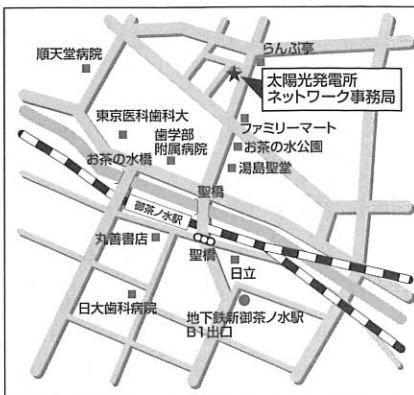 らんぷ亭
順天堂病院
太陽光発電所
ネットワーク事務局
東京医科歯科大
ファミリーマート
歯学部
附属病院
お茶の水公園
お茶の水橋
湯島聖堂
聖橋
御茶ノ水駅
丸善書店
聖橋
日立
日大歯科病院
地下鉄新御茶ノ水駅
B1出口